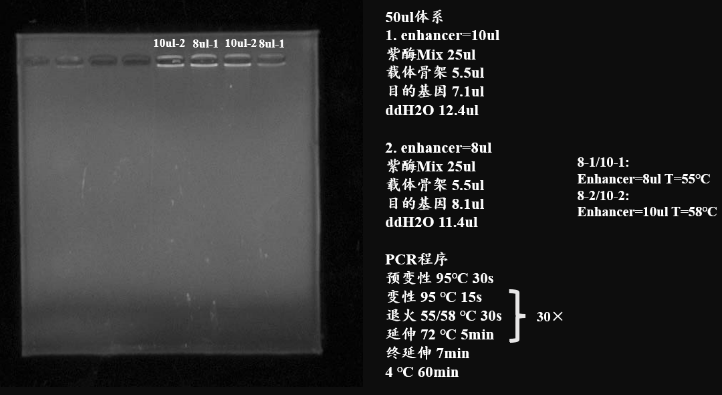 10ul-2 8ul-1 10ul-2 8ul-1
50ul体系
1. enhancer=10ul
紫酶Mix 25ul
载体骨架 5.5ul
目的基因 7.1ul
ddH2O 12.4ul
2. enhancer=8ul
紫酶Mix 25ul
载体骨架 5.5ul
目的基因 8.1ul
ddH2O 11.4ul
8-1/10-1:
Enhancer=8ul T=55℃
8-2/10-2:
Enhancer=10ul T=58℃
PCR程序
预变性 95℃ 30s
变性 95 ℃ 15s
退火 55/58 ℃ 30s
延伸 72 ℃ 5min
30×
终延伸 7min
4 ℃ 60min